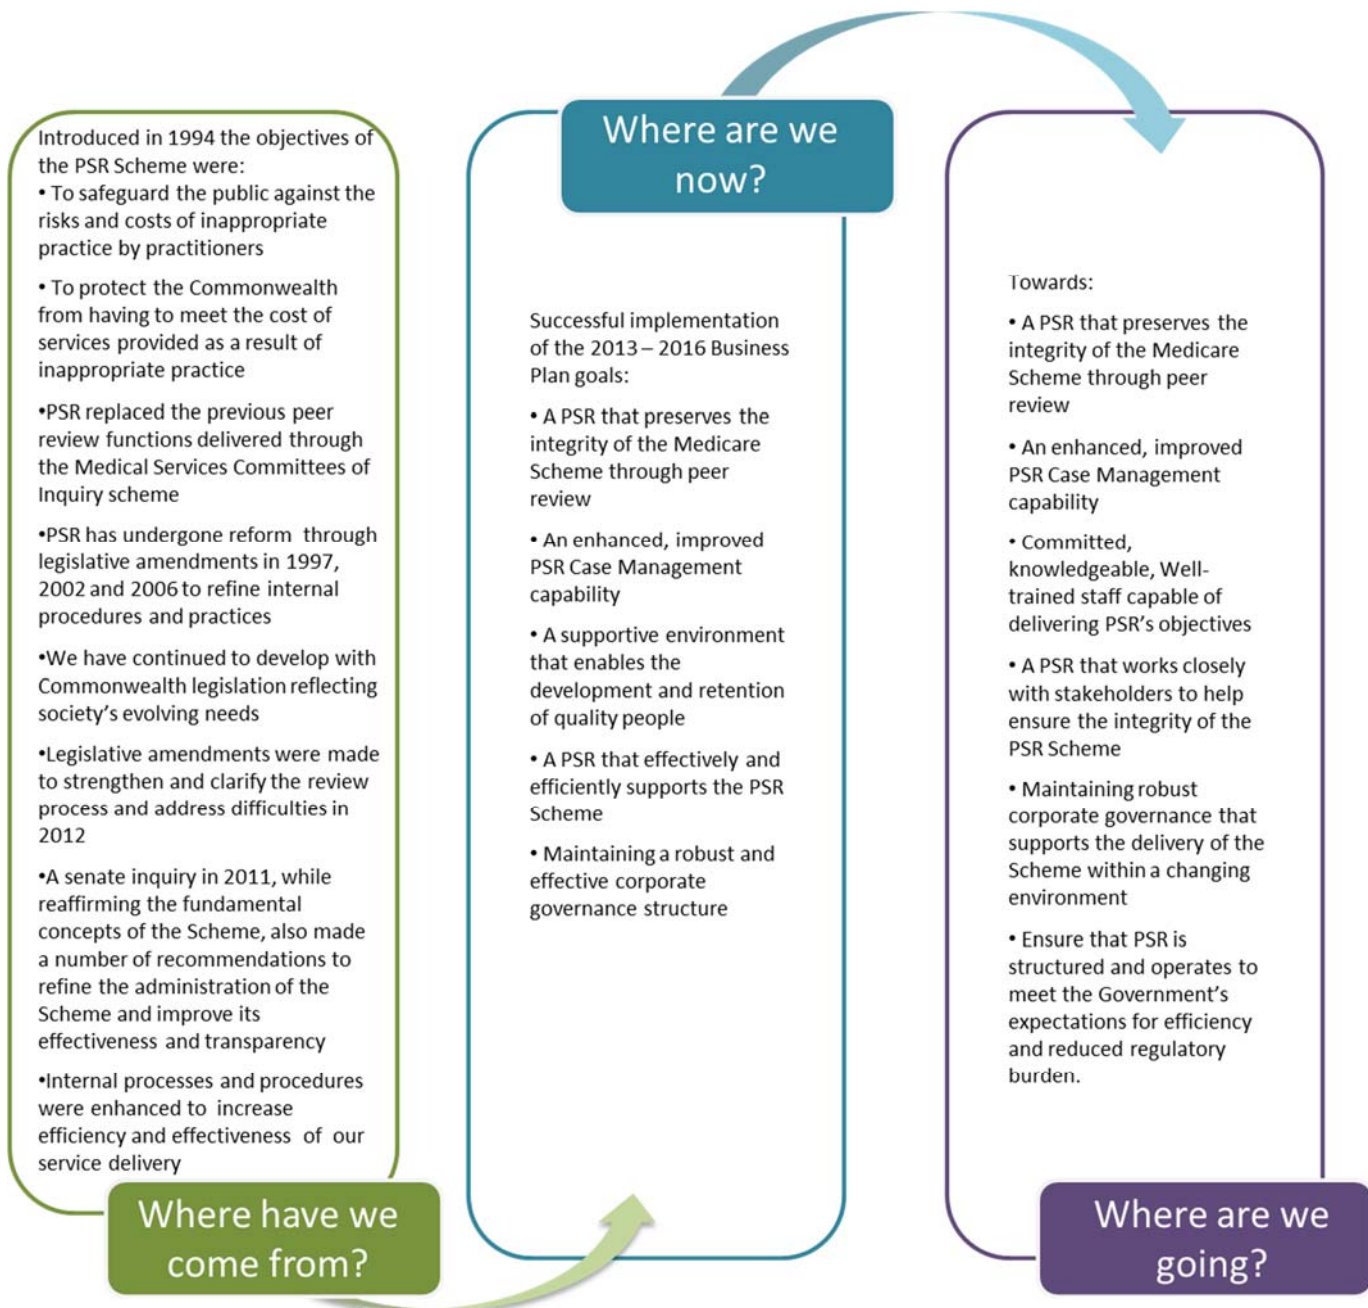 Introduced in 1994 the objectives of
the PSR Scheme were:
• To safeguard the public against the
risks and costs of inappropriate
practice by practitioners
• To protect the Commonwealth
from having to meet the cost of
services provided as a result of
inappropriate practice
•PSR replaced the previous peer
review functions delivered through
the Medical Services Committees of
Inquiry scheme
•PSR has undergone reform through
legislative amendments in 1997,
2002 and 2006 to refine internal
procedures and practices
•We have continued to develop with
Commonwealth legislation reflecting
society's evolving needs
•Legislative amendments were made
to strengthen and clarify the review
process and address difficulties in
2012
•A senate inquiry in 2011, while
reaffirming the fundamental
concepts of the Scheme, also made
a number of recommendations to
refine the administration of the
Scheme and improve its
effectiveness and transparency
•Internal processes and procedures
were enhanced to increase
efficiency and effectiveness of our
service delivery
Where have we
come from?
Where are we
now?
Successful implementation
of the 2013 – 2016 Business
Plan goals:
• A PSR that preserves the
integrity of the Medicare
Scheme through peer
review
• An enhanced, improved
PSR Case Management
capability
• A supportive environment
that enables the
development and retention
of quality people
• A PSR that effectively and
efficiently supports the PSR
Scheme
• Maintaining a robust and
effective corporate
governance structure
Towards:
• A PSR that preserves the
integrity of the Medicare
Scheme through peer
review
• An enhanced, improved
PSR Case Management
capability
• Committed,
knowledgeable, Well-
trained staff capable of
delivering PSR's objectives
• A PSR that works closely
with stakeholders to help
ensure the integrity of the
PSR Scheme
• Maintaining robust
corporate governance that
supports the delivery of the
Scheme within a changing
environment
• Ensure that PSR is
structured and operates to
meet the Government's
expectations for efficiency
and reduced regulatory
burden.
Where are we
going?